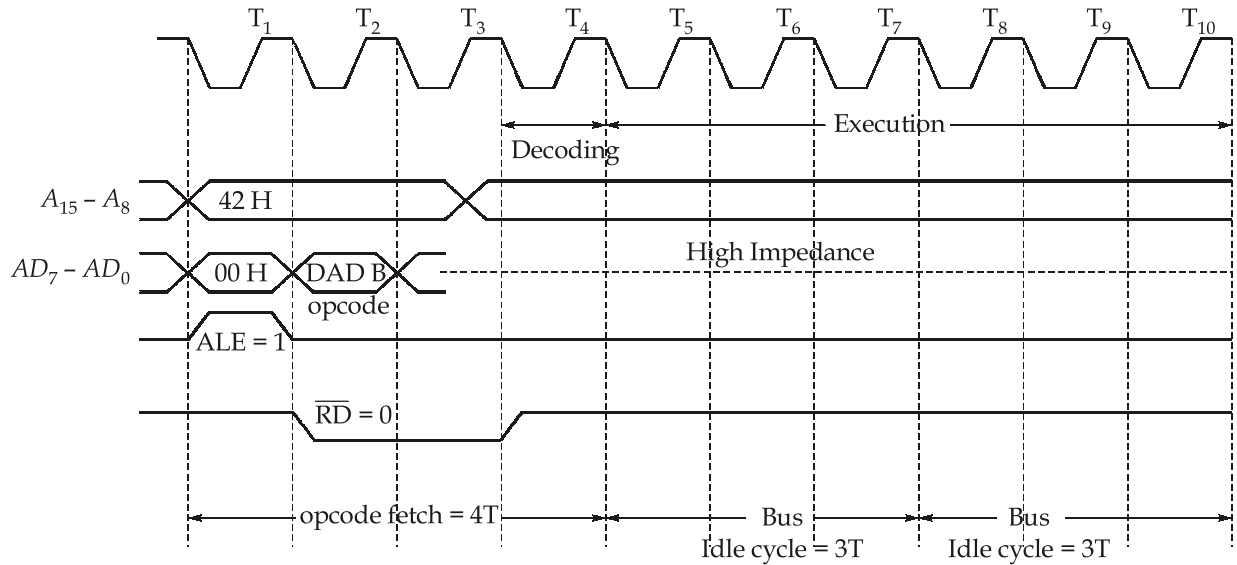 T1 T2 T3 T4 T5 T6 T7 T8 T9 T10
Execution
Decoding
A15 – A8 42 H
High Impedance
AD7 – AD0 00 H DAD B
opcode
ALE = 1
R̅D̅ = 0
opcode fetch = 4T Bus Bus
Idle cycle = 3T Idle cycle = 3T